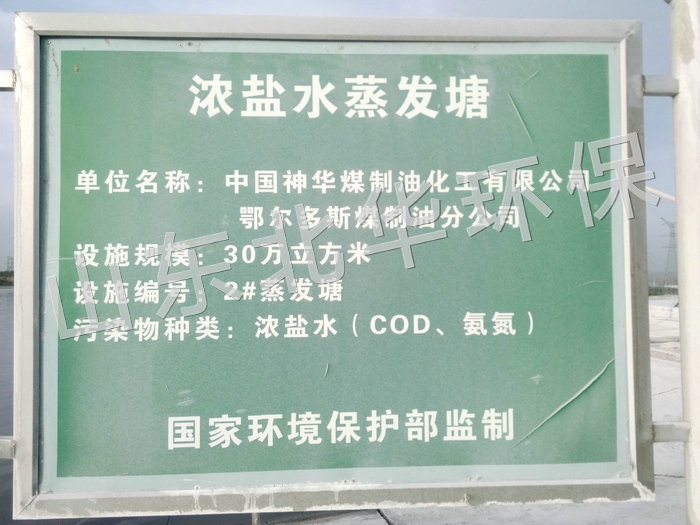 浓盐水蒸发塘
单位名称：中国神华煤制油化工有限公司
鄂尔多斯煤制油分公司
设施规模：30万立方米
设施编号：2#蒸发塘
污染物种类：浓盐水（COD、氨氮）
国家环境保护部监制
山东北华环保